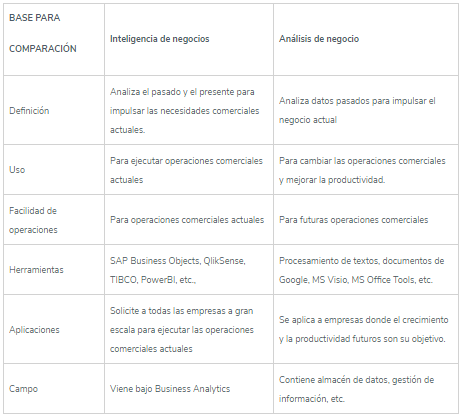 BASE PARA
COMPARACIÓN
Inteligencia de negocios
Análisis de negocio
Definición
Analiza el pasado y el presente para
impulsar las necesidades comerciales
actuales.
Analiza datos pasados para impulsar el
negocio actual
Uso
Para ejecutar operaciones comerciales
actuales
Para cambiar las operaciones comerciales
y mejorar la productividad.
Facilidad de
operaciones
Para operaciones comerciales actuales
Para futuras operaciones comerciales
Herramientas
SAP Business Objects, QlikSense,
TIBCO, PowerBI, etc.,
Procesamiento de textos, documentos de
Google, MS Visio, MS Office Tools, etc.
Aplicaciones
Solicite a todas las empresas a gran
escala para ejecutar las operaciones
comerciales actuales
Se aplica a empresas donde el crecimiento
y la productividad futuros son su objetivo.
Campo
Viene bajo Business Analytics
Contiene almacén de datos, gestión de
información, etc.